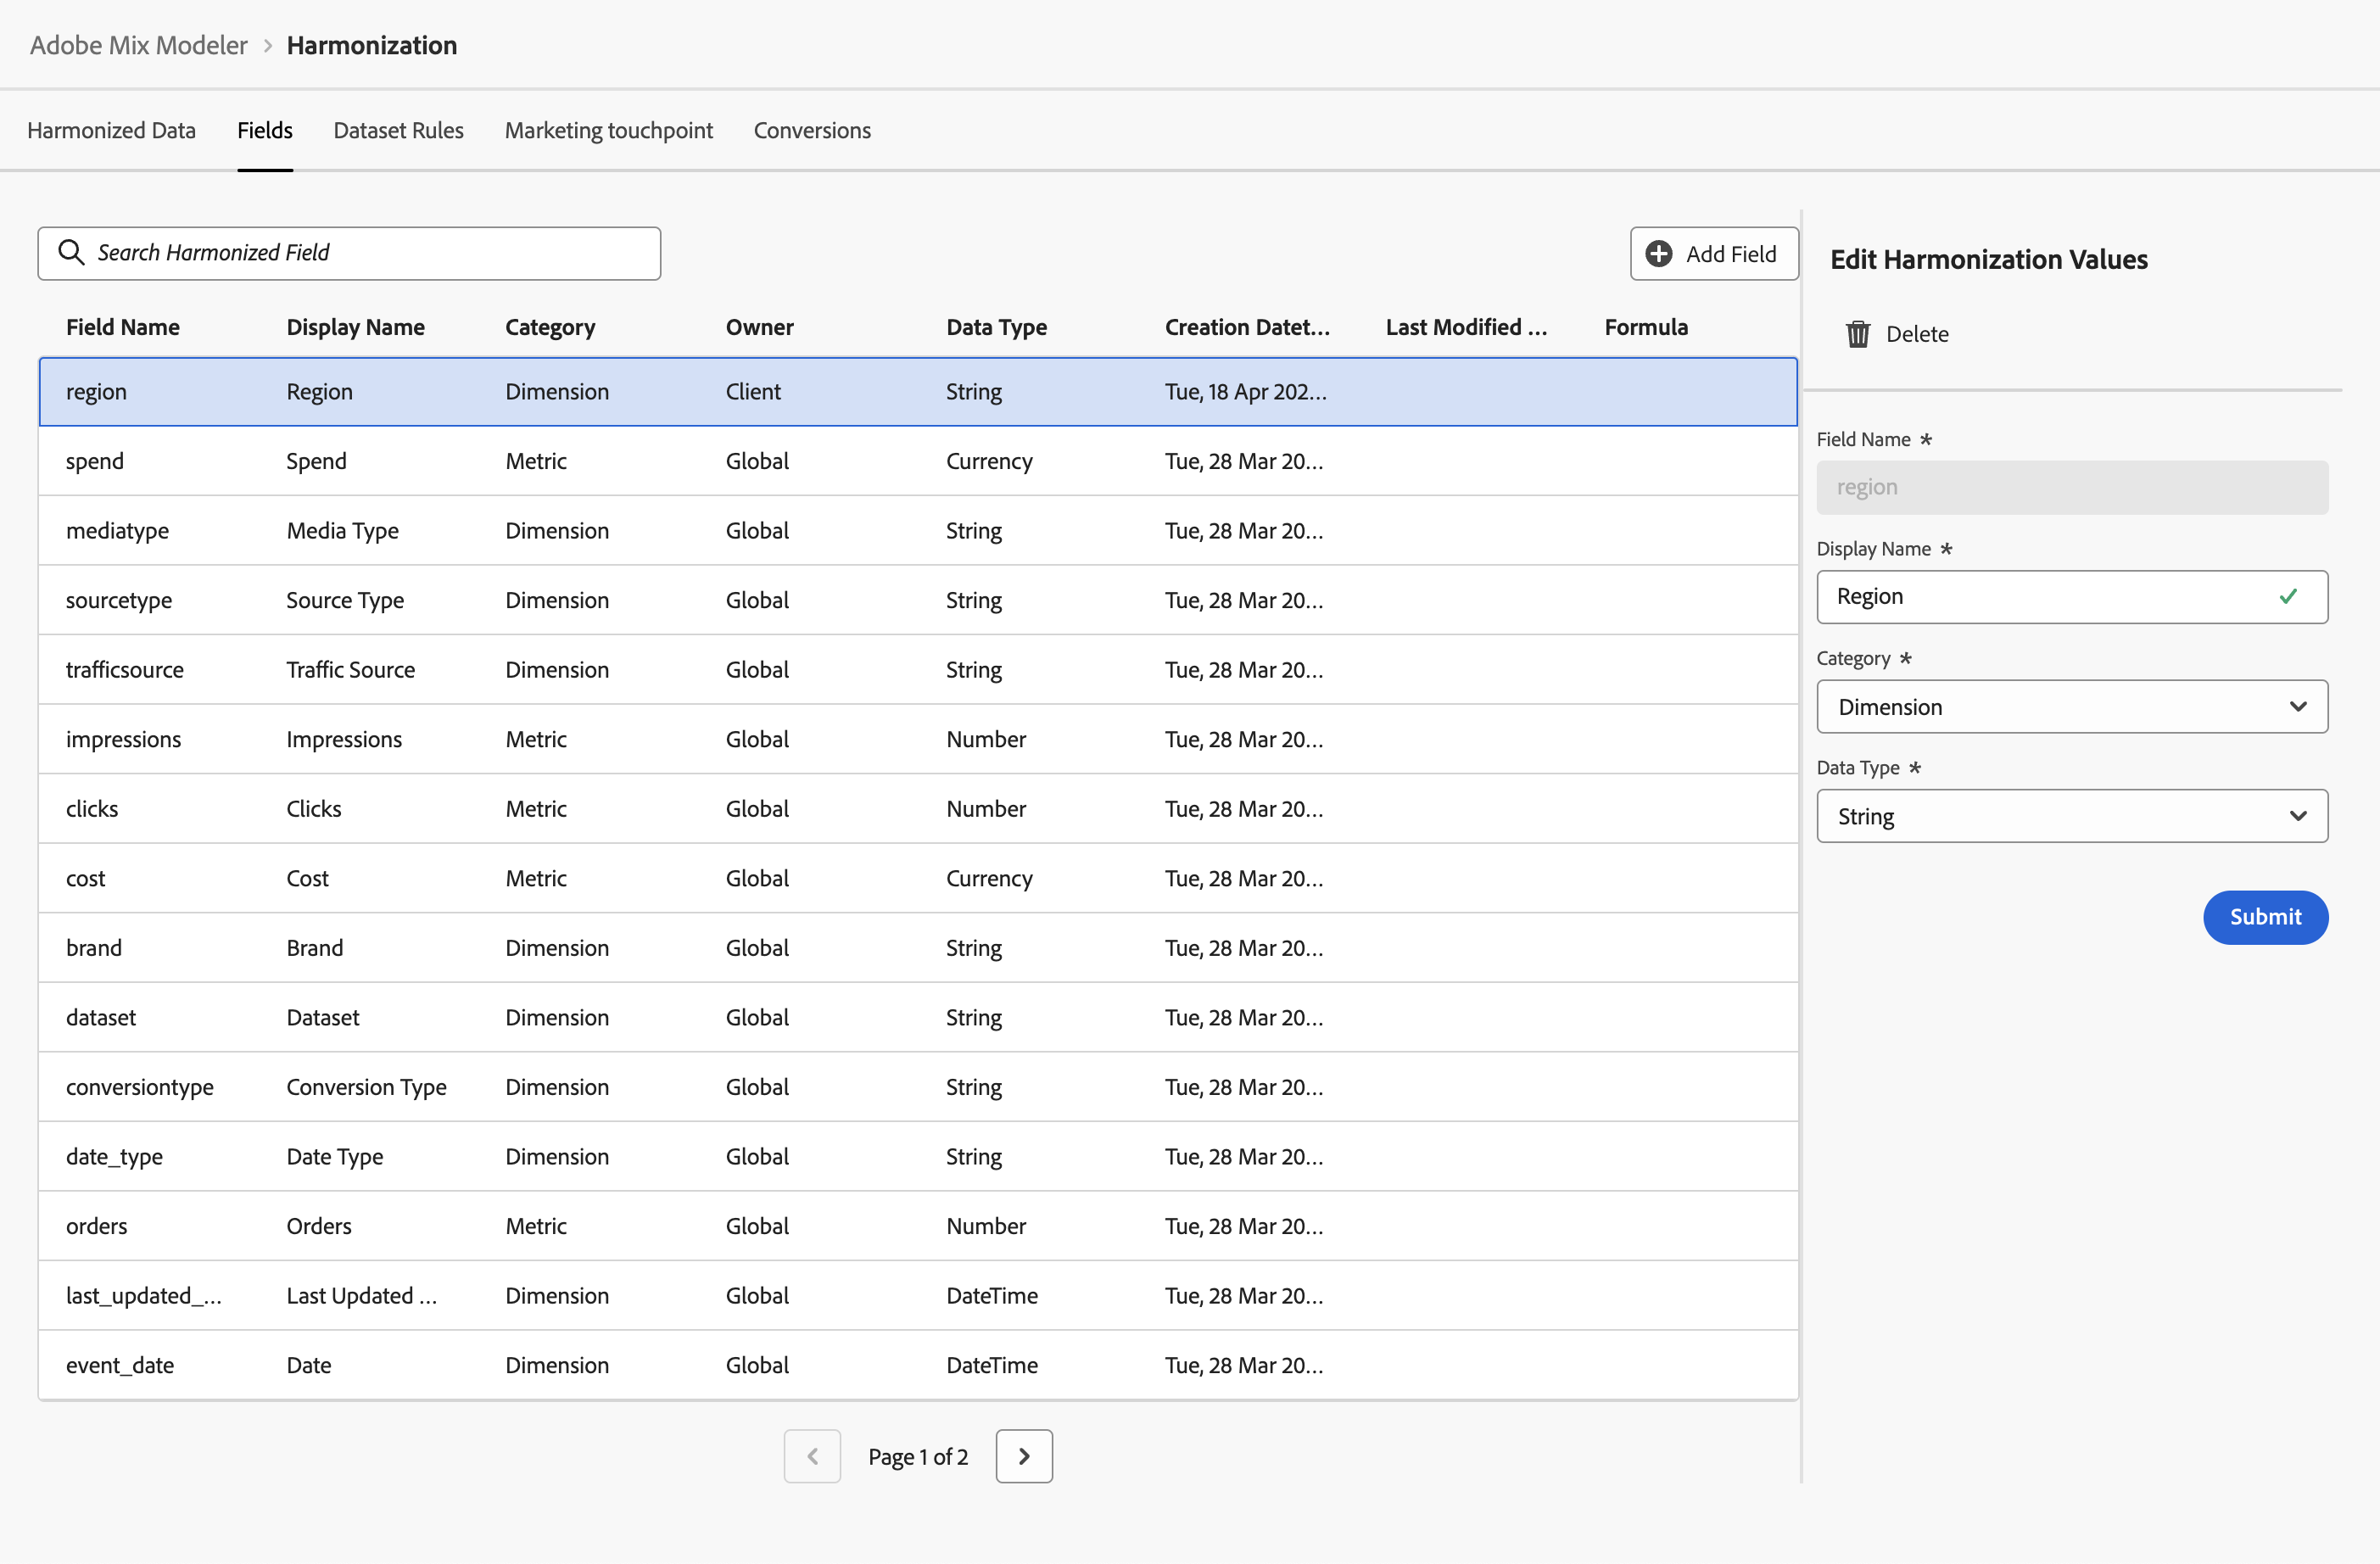 Adobe Mix Modeler > Harmonization
Harmonized Data Fields Dataset Rules Marketing touchpoint Conversions
Search Harmonized Field
Add Field
Field Name Display Name Category Owner Data Type Creation Datet... Last Modified ... Formula
region Region Dimension Client String Tue, 18 Apr 202...
spend Spend Metric Global Currency Tue, 28 Mar 20...
mediatype Media Type Dimension Global String Tue, 28 Mar 20...
sourcetype Source Type Dimension Global String Tue, 28 Mar 20...
trafficsource Traffic Source Dimension Global String Tue, 28 Mar 20...
impressions Impressions Metric Global Number Tue, 28 Mar 20...
clicks Clicks Metric Global Number Tue, 28 Mar 20...
cost Cost Metric Global Currency Tue, 28 Mar 20...
brand Brand Dimension Global String Tue, 28 Mar 20...
dataset Dataset Dimension Global String Tue, 28 Mar 20...
conversiontype Conversion Type Dimension Global String Tue, 28 Mar 20...
date_type Date Type Dimension Global String Tue, 28 Mar 20...
orders Orders Metric Global Number Tue, 28 Mar 20...
last_updated_... Last Updated ... Dimension Global DateTime Tue, 28 Mar 20...
event_date Date Dimension Global DateTime Tue, 28 Mar 20...
Page 1 of 2
Edit Harmonization Values
Delete
Field Name *
region
Display Name *
Region
Category *
Dimension
Data Type *
String
Submit